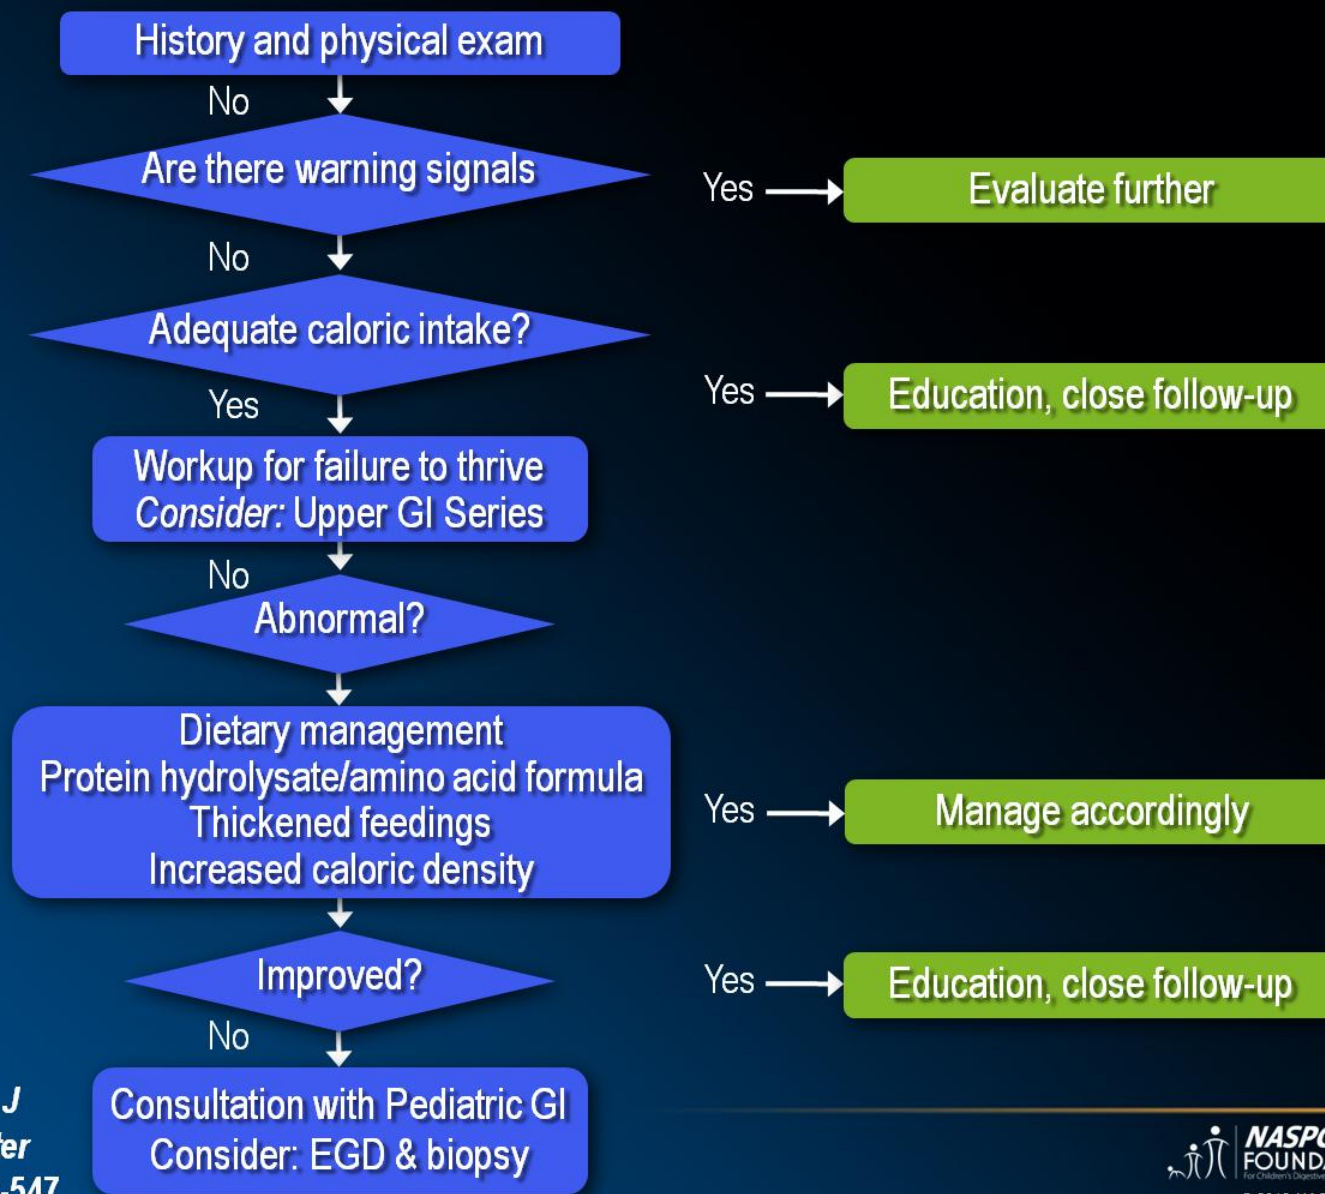 History and physical exam
No
Are there warning signals
Yes
Evaluate further
No
Adequate caloric intake?
Yes
Education, close follow-up
Yes
Workup for failure to thrive
Consider: Upper GI Series
No
Abnormal?
Dietary management
Protein hydrolysate/amino acid formula
Thickened feedings
Increased caloric density
Yes
Manage accordingly
Improved?
Yes
Education, close follow-up
No
Consultation with Pediatric GI
Consider: EGD & biopsy
J
-547
For Children's Digestive